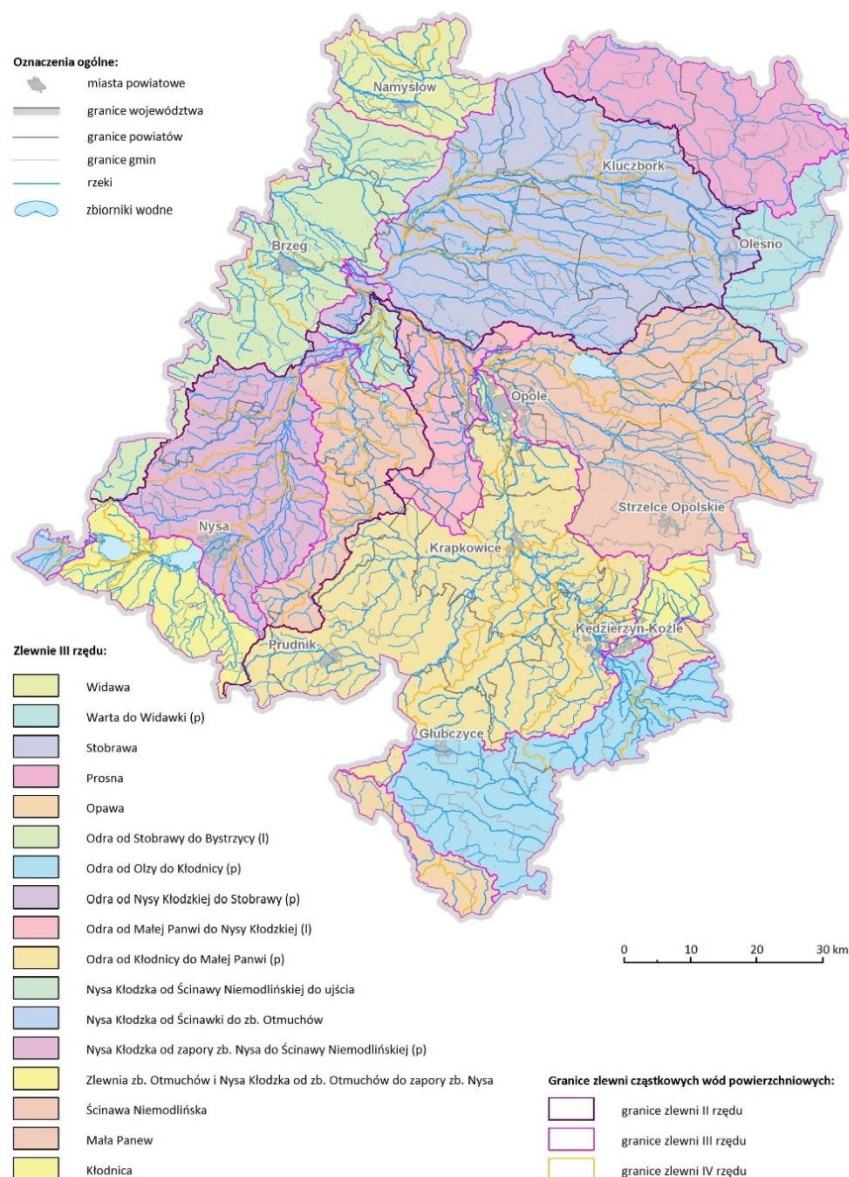 Oznaczenia ogólne:
miasta powiatowe
granice województwa
granice powiatów
granice gmin
rzeki
zbiorniki wodne
Namysłów
Kluczbork
Brzeg
Olesno
Opole
Strzelce Opolskie
Nysa
Krapkowice
Kędzierzyn-Koźle
Prudnik
Głubczyce
Zlewnie III rzędu:
Widawa
Warta do Widawki (p)
Stobrawa
Prosna
Opawa
Odra od Stobrawy do Bystrzycy (l)
Odra od Olzy do Kłodnicy (p)
Odra od Nysy Kłodzkiej do Stobrawy (p)
Odra od Małej Panwi do Nysy Kłodzkiej (l)
Odra od Kłodnicy do Małej Panwi (p)
Nysa Kłodzka od Ścinawy Niemodlińskiej do ujścia
Nysa Kłodzka od Ścinawki do zb. Otmuchów
Nysa Kłodzka od zapory zb. Nysa do Ścinawy Niemodlińskiej (p)
Zlewnia zb. Otmuchów i Nysa Kłodzka od zb. Otmuchów do zapory zb. Nysa
Ścinawa Niemodlińska
Mała Panew
Kłodnica
0 10 20 30 km
Granice zlewni cząstkowych wód powierzchniowych:
granice zlewni II rzędu
granice zlewni III rzędu
granice zlewni IV rzędu